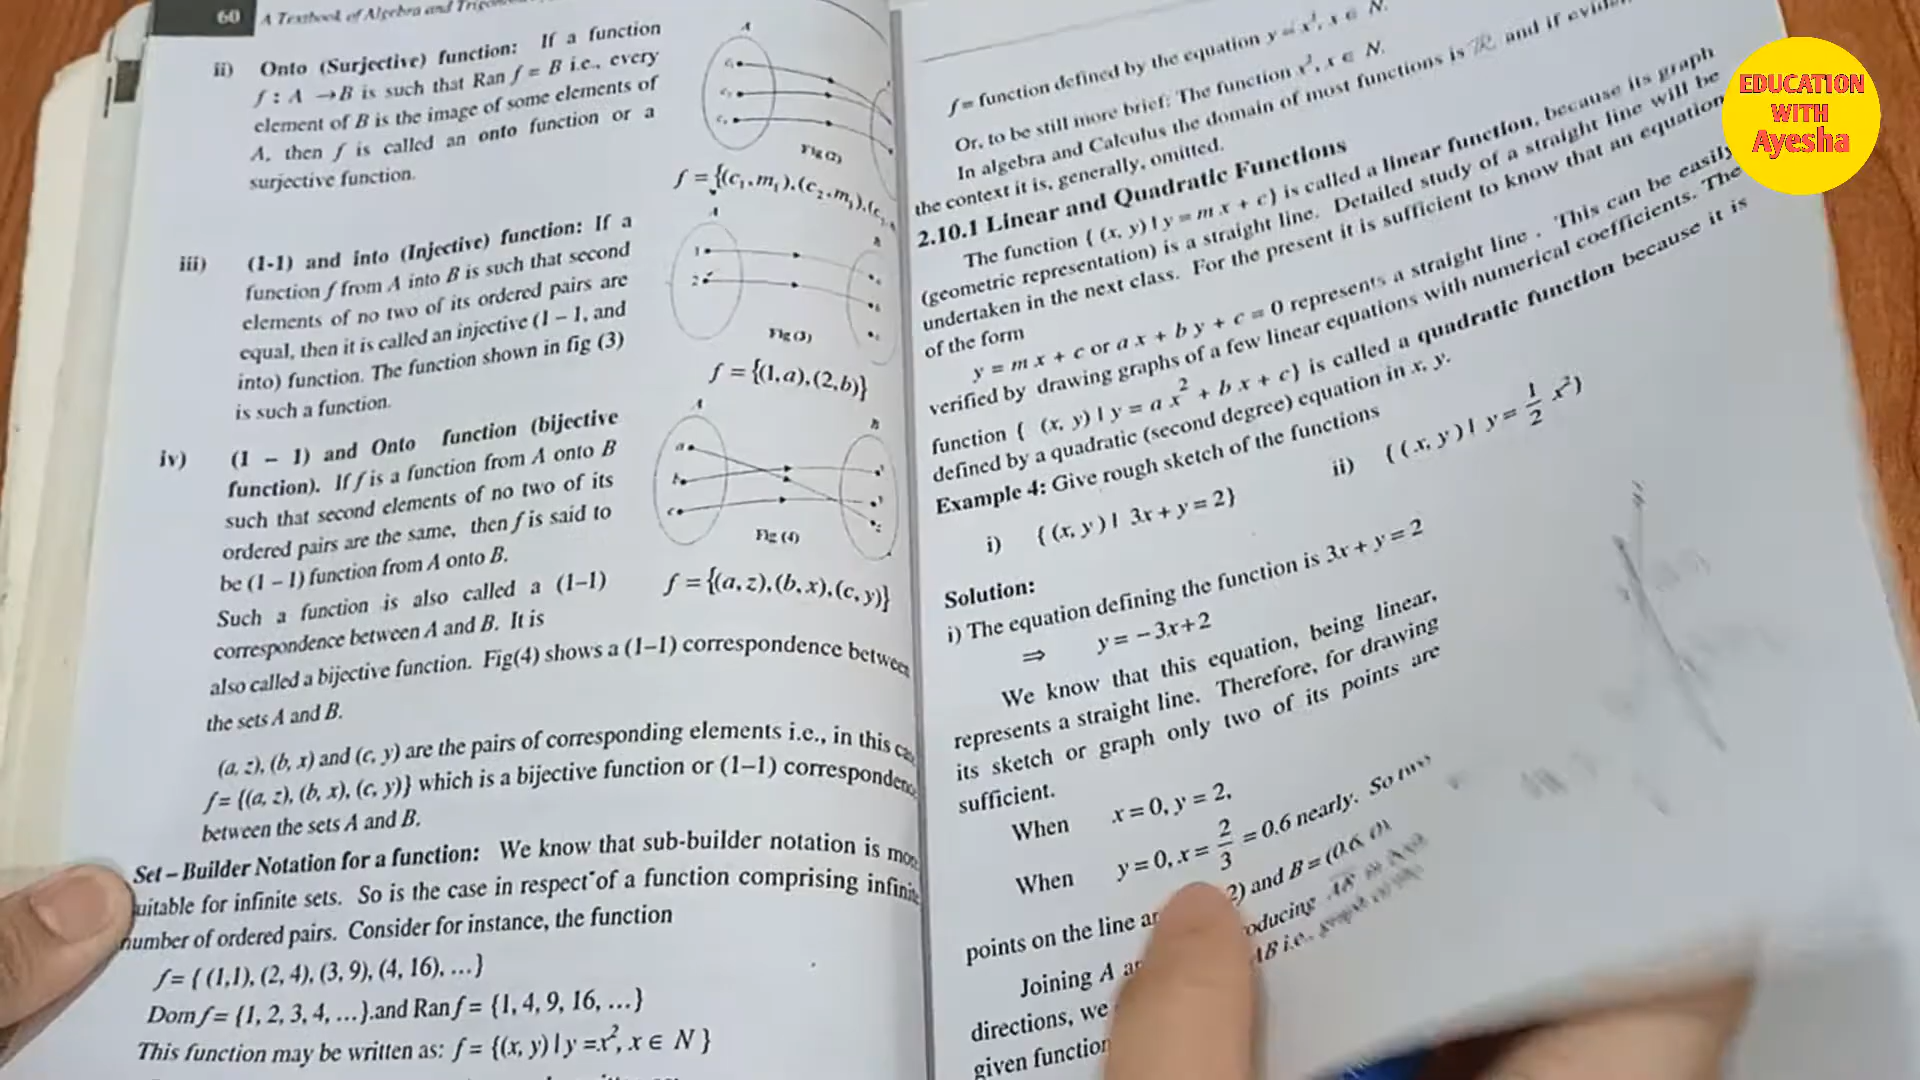 60 A Textbook of Algebra and
ii) Onto (Surjective) function: If a function
f : A → B is such that Ran f = B i.e., every
element of B is the image of some elements of
A, then f is called an onto function or a
surjective function.
A
Fig (2)
f = {(c₁, m₁), (c₂, m₁), (c
iii) (1-1) and into (Injective) function: If a
function f from A into B is such that second
elements of no two of its ordered pairs are
equal, then it is called an injective (1 – 1, and
into) function. The function shown in fig (3)
is such a function.
A
B
1
2
Fig (3)
f = {(1, a), (2, b)}
iv) (1 – 1) and Onto function (bijective
function). If f is a function from A onto B
such that second elements of no two of its
ordered pairs are the same, then f is said to
be (1 – 1) function from A onto B.
Such a function is also called a (1–1)
correspondence between A and B. It is
also called a bijective function. Fig(4) shows a (1–1) correspondence between
the sets A and B.
A
B
a
b
c
Fig (4)
f = {(a, z), (b, x), (c, y)}
(a, z), (b, x) and (c, y) are the pairs of corresponding elements i.e., in this
f = {(a, z), (b, x), (c, y)} which is a bijective function or (1–1) correspondence
between the sets A and B.
Set – Builder Notation for a function: We know that sub-builder notation is
uitable for infinite sets. So is the case in respect of a function comprising
number of ordered pairs. Consider for instance, the function
f = { (1,1), (2, 4), (3, 9), (4, 16), ...}
Dom f = {1, 2, 3, 4, ...}.and Ran f = {1, 4, 9, 16, ...}
This function may be written as: f = {(x, y) | y =x², x ∈ N }
f = function defined by the equation y = x², x ∈ N.
Or, to be still more brief: The function x², x ∈ N.
In algebra and Calculus the domain of most functions is ℝ and if
the context it is, generally, omitted.
2.10.1 Linear and Quadratic Functions
The function { (x, y) | y = m x + c} is called a linear function, because its graph
(geometric representation) is a straight line. Detailed study of a straight line will be
undertaken in the next class. For the present it is sufficient to know that an equation
of the form
y = m x + c or a x + b y + c = 0 represents a straight line . This can be easily
verified by drawing graphs of a few linear equations with numerical coefficients. The
function { (x, y) | y = a x² + b x + c} is called a quadratic function because it is
defined by a quadratic (second degree) equation in x, y.
Example 4: Give rough sketch of the functions
i) { (x, y) | 3x + y = 2} ii) { (x, y) | y = 1/2 x²}
Solution:
i) The equation defining the function is 3x + y = 2
⇒ y = – 3x+2
We know that this equation, being linear,
represents a straight line. Therefore, for drawing
its sketch or graph only two of its points are
sufficient.
When x = 0, y = 2,
When y = 0, x = 2/3 = 0.6 nearly. So two
points on the line 2) and B = (0.6, 0)
Joining A
directions, we AB i.e.
given function
EDUCATION
WITH
Ayesha